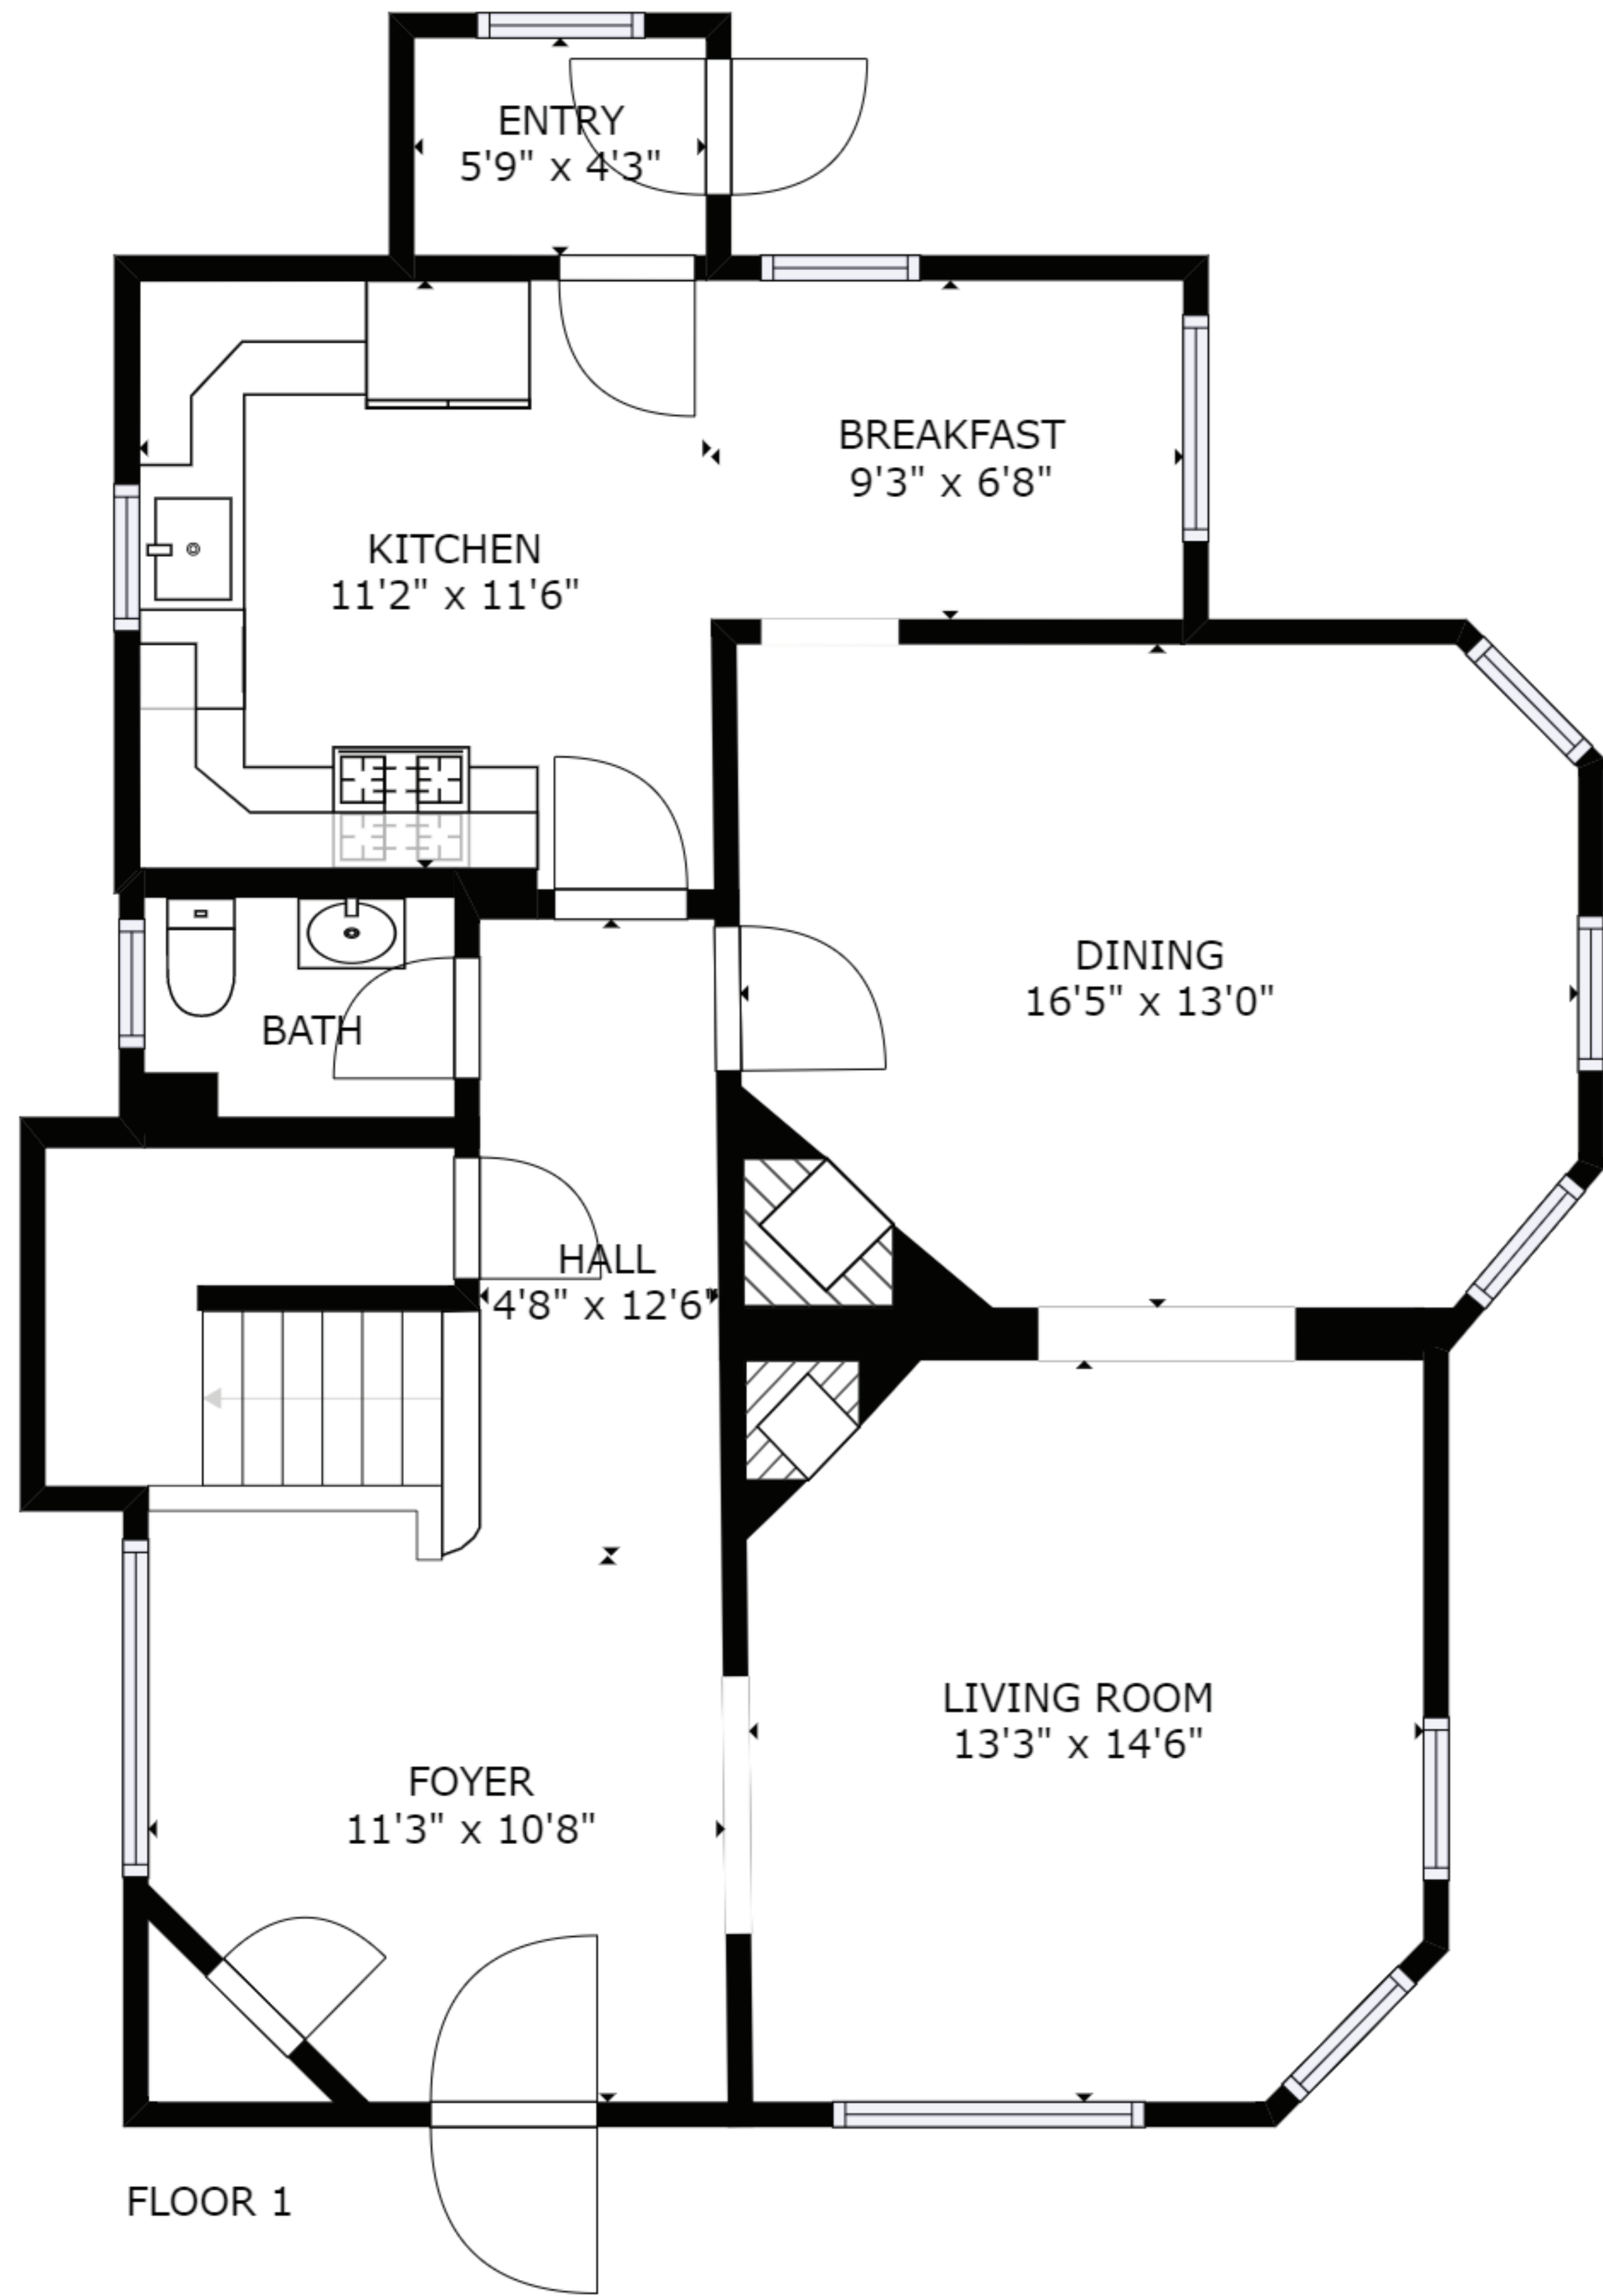 ENTRY
5'9" x 4'3"
BREAKFAST
9'3" x 6'8"
KITCHEN
11'2" x 11'6"
DINING
16'5" x 13'0"
BATH
HALL
4'8" x 12'6"
LIVING ROOM
13'3" x 14'6"
FOYER
11'3" x 10'8"
FLOOR 1